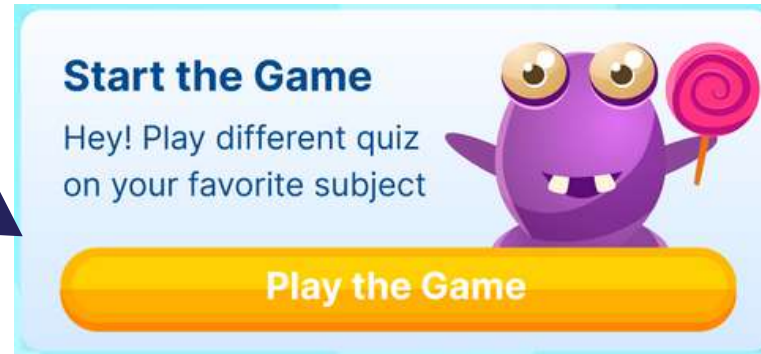 Start the Game
Hey! Play different quiz
on your favorite subject
Play the Game